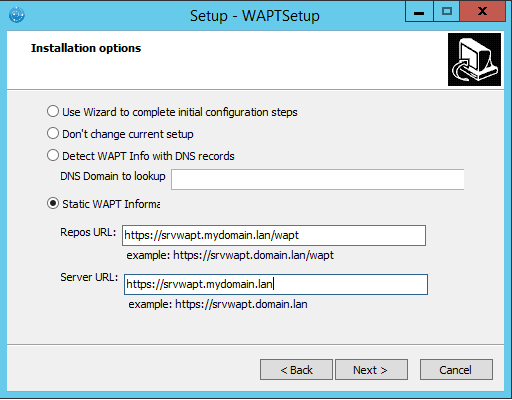 Setup - WAPTSetup
Installation options
Use Wizard to complete initial configuration steps
Don't change current setup
Detect WAPT Info with DNS records
DNS Domain to lookup
Static WAPT Informa
Repos URL: https://srvwapt.mydomain.lan/wapt
example: https://srvwapt.domain.lan/wapt
Server URL: https://srvwapt.mydomain.lan
example: https://srvwapt.domain.lan
< Back Next > Cancel